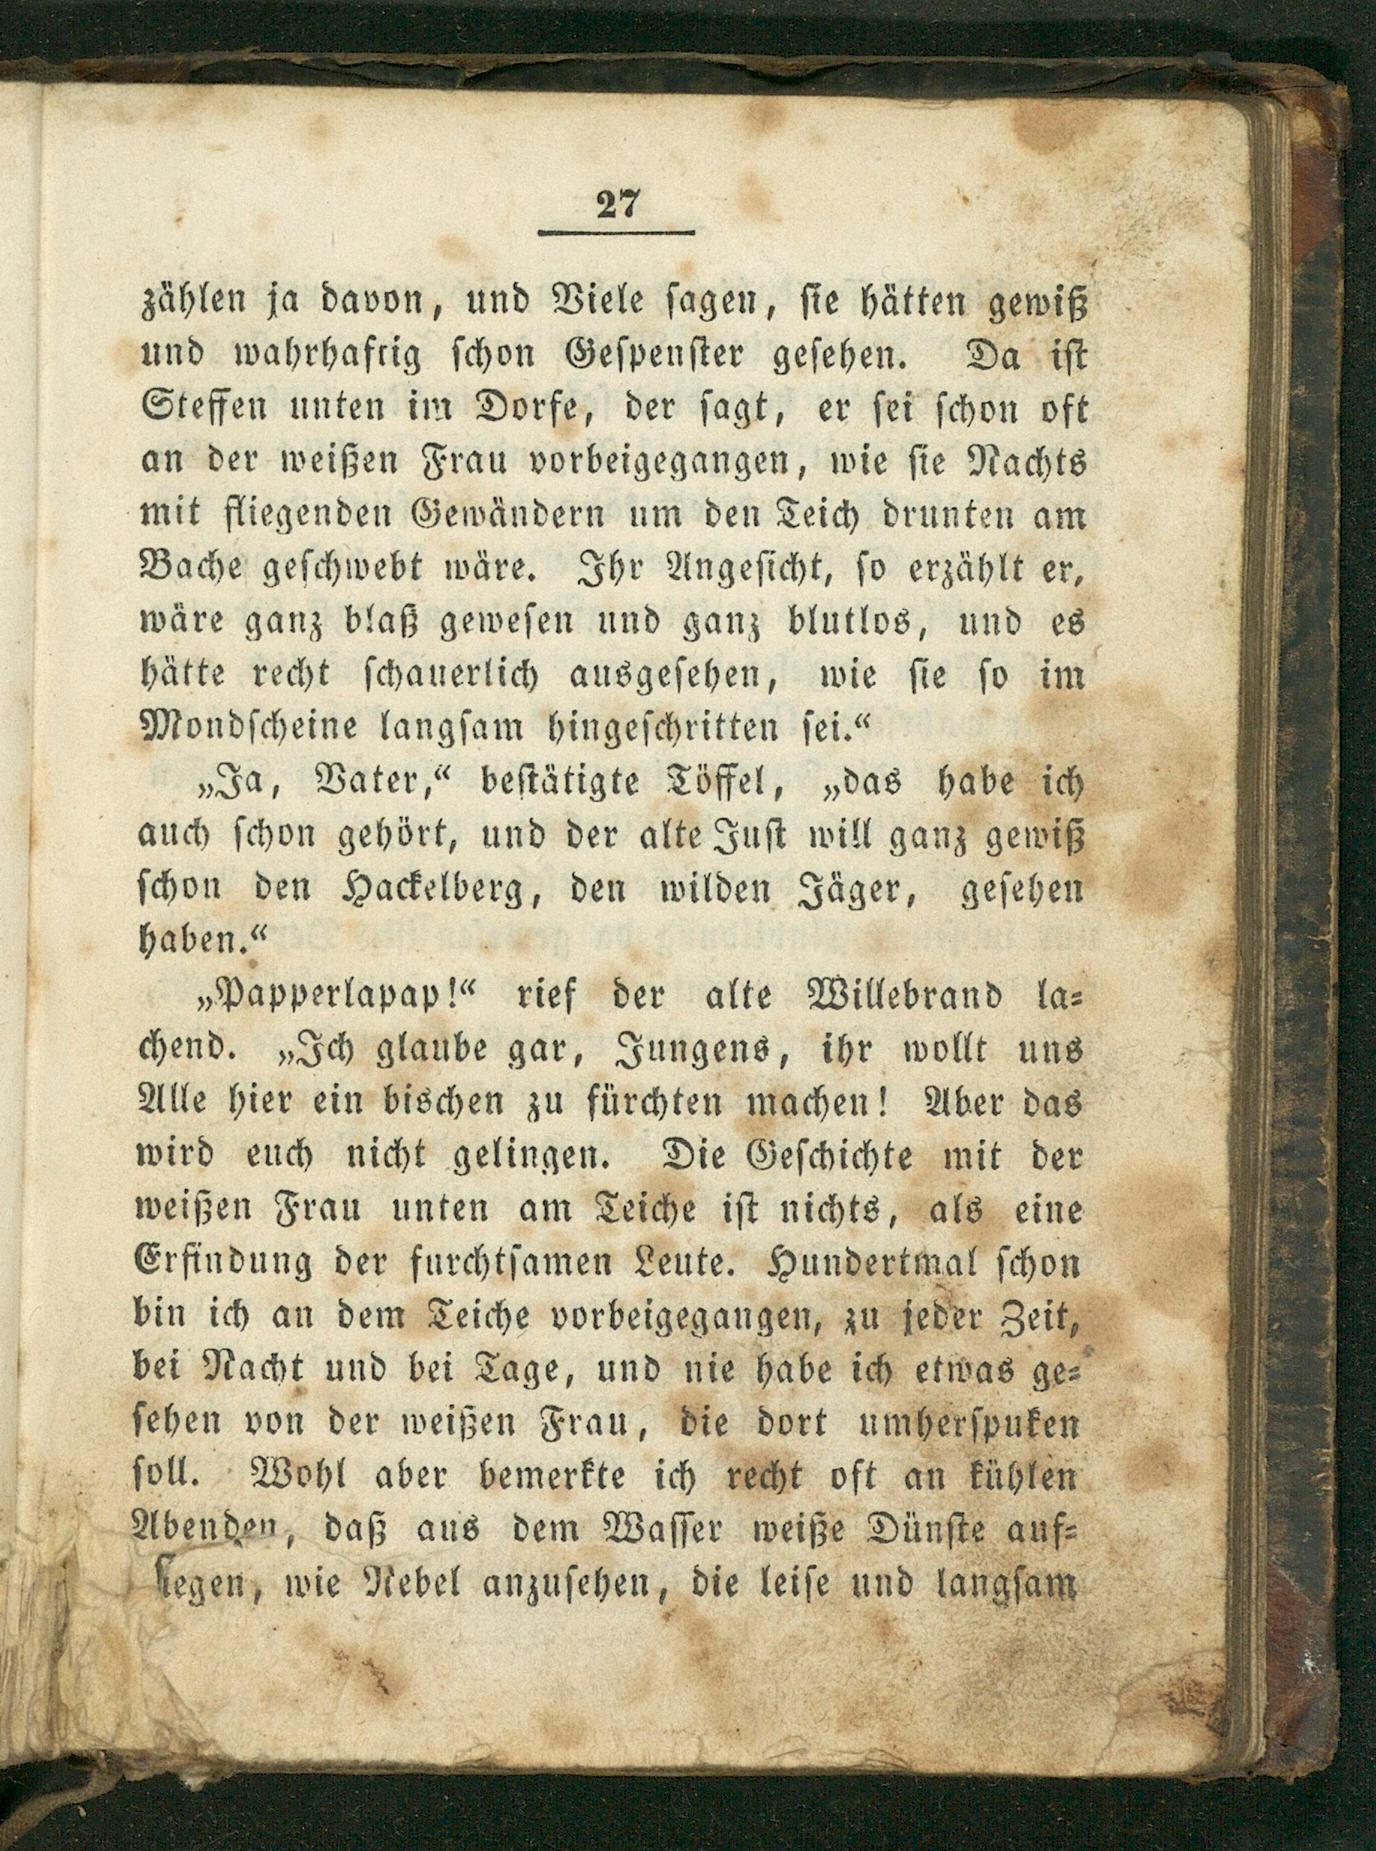 27
zählen ja davon, und Viele sagen, sie hätten gewiß
und wahrhaftig schon Gespenster gesehen. Da ist
Steffen unten im Dorfe, der sagt, er sei schon oft
an der weißen Frau vorbeigegangen, wie sie Nachts
mit fliegenden Gewändern um den Teich drunten am
Bache geschwebt wäre. Ihr Angesicht, so erzählt er,
wäre ganz blaß gewesen und ganz blutlos, und es
hätte recht schauerlich ausgesehen, wie sie so im
Mondscheine langsam hingeschritten sei.“
„Ja, Vater,“ bestätigte Töffel, „das habe ich
auch schon gehört, und der alte Just will ganz gewiß
schon den Hackelberg, den wilden Jäger, gesehen
haben.“
„Papperlapap!“ rief der alte Willebrand la-
chend. „Ich glaube gar, Jungens, ihr wollt uns
Alle hier ein bischen zu fürchten machen! Aber das
wird euch nicht gelingen. Die Geschichte mit der
weißen Frau unten am Teiche ist nichts, als eine
Erfindung der furchtsamen Leute. Hundertmal schon
bin ich an dem Teiche vorbeigegangen, zu jeder Zeit,
bei Nacht und bei Tage, und nie habe ich etwas ge-
sehen von der weißen Frau, die dort umherspuken
soll. Wohl aber bemerkte ich recht oft an kühlen
Abenden, daß aus dem Wasser weiße Dünste auf-
wie Nebel anzusehen, die leise und langsam